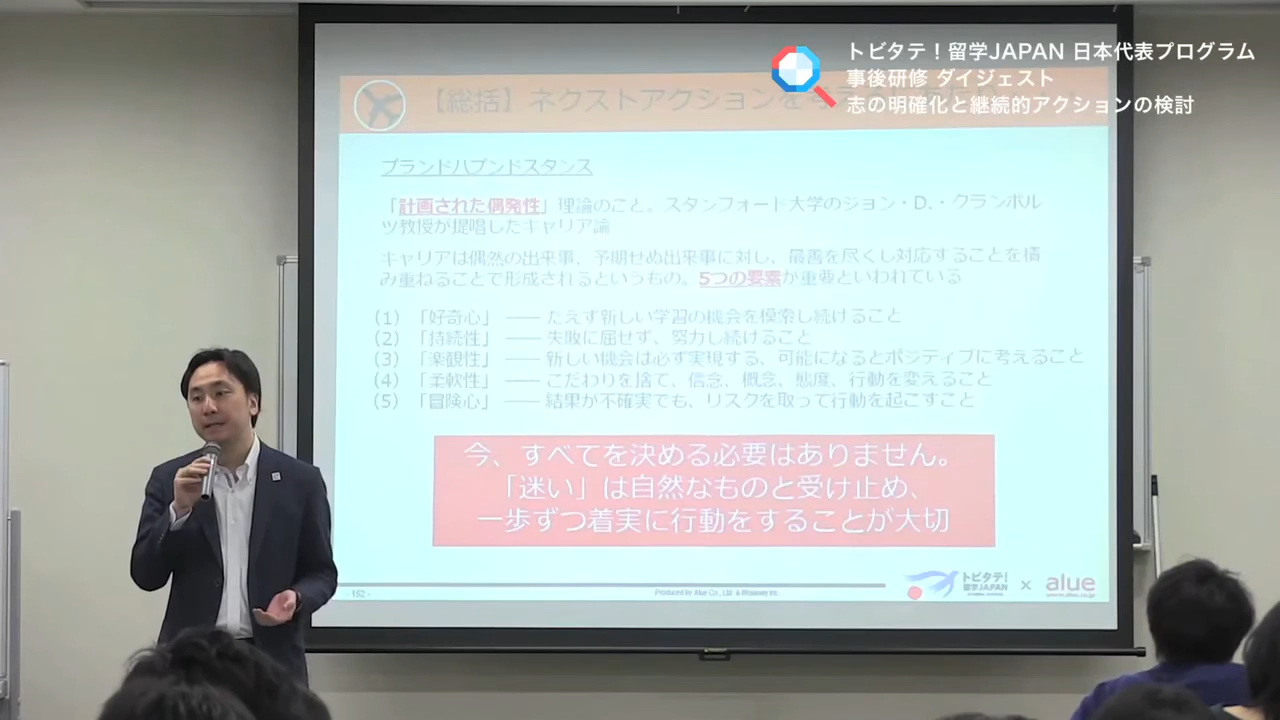 トビタテ！留学JAPAN 日本代表プログラム
事後研修 ダイジェスト
志の明確化と継続的アクションの検討
【総括】ネクストアクションを
プランドハプンドスタンス
「計画された偶発性」理論のこと。スタンフォード大学のジョン・D.・クランボル
ツ教授が提唱したキャリア論
キャリアは偶然の出来事、予期せぬ出来事に対し、最善を尽くし対応することを積
み重ねることで形成されるというもの。5つの要素が重要といわれている
(1) 「好奇心」 ―― たえず新しい学習の機会を模索し続けること
(2) 「持続性」 ―― 失敗に屈せず、努力し続けること
(3) 「楽観性」 ―― 新しい機会は必ず実現する、可能になるとポジティブに考えること
(4) 「柔軟性」 ―― こだわりを捨て、信念、概念、態度、行動を変えること
(5) 「冒険心」 ―― 結果が不確実でも、リスクを取って行動を起こすこと
今、すべてを決める必要はありません。
「迷い」は自然なものと受け止め、
一歩ずつ着実に行動をすることが大切
トビタテ！
留学JAPAN
×
alue
www.alue.co.jp
152 -
Produced by Alue Co., Ltd. &